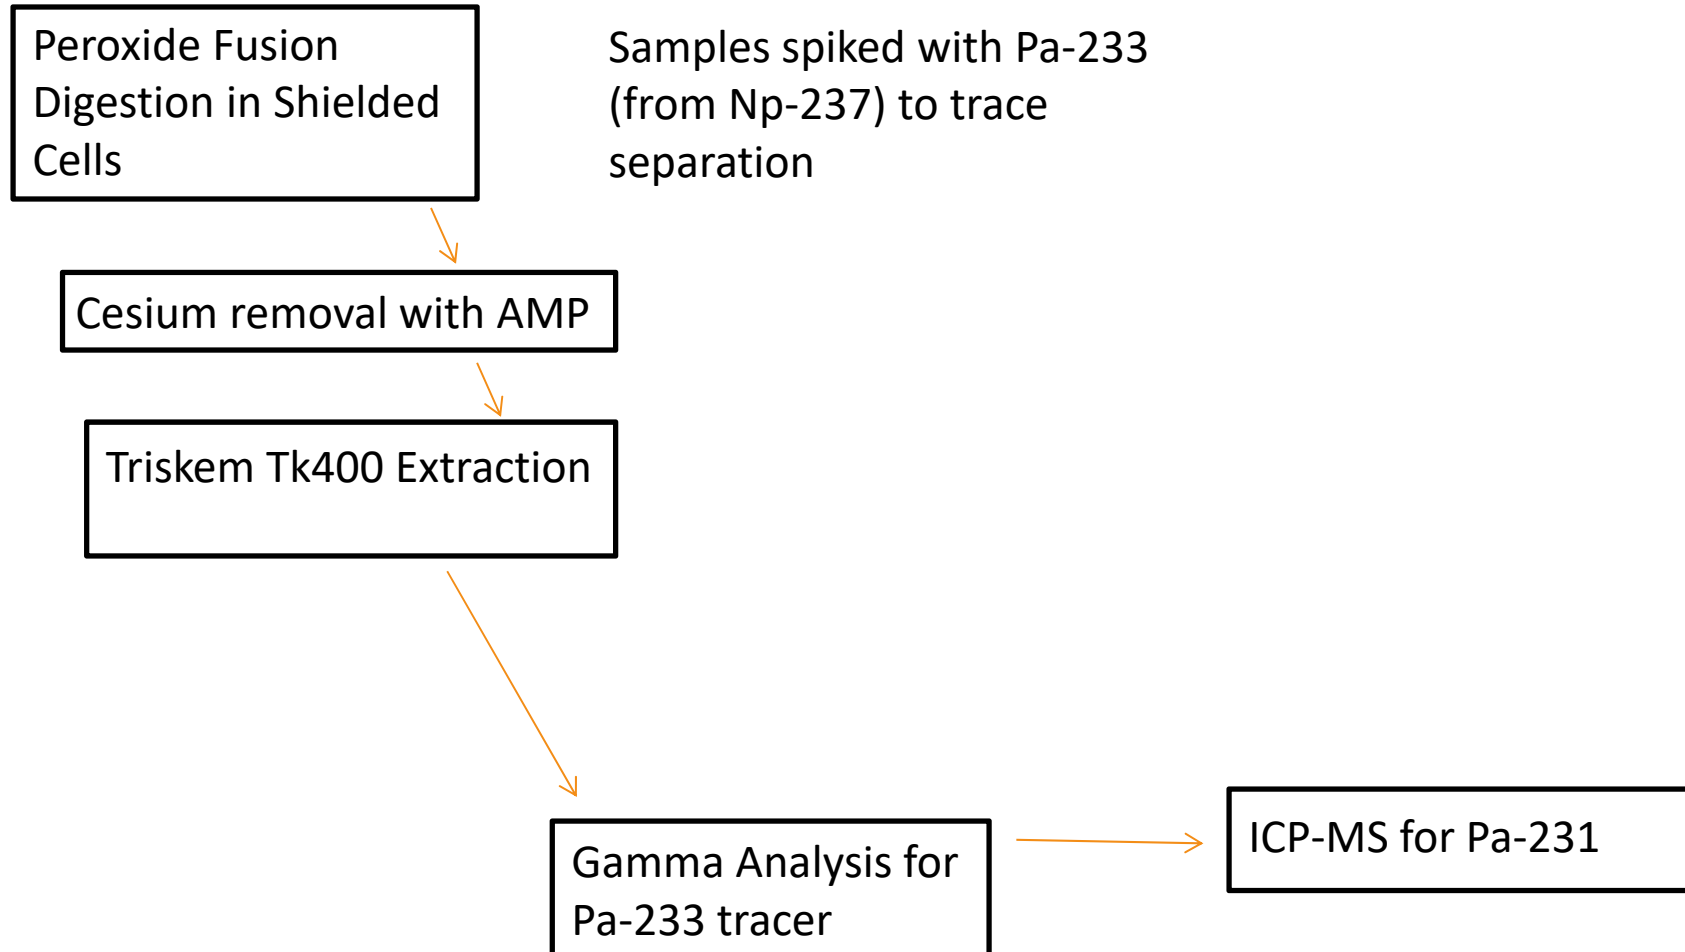 Peroxide Fusion
Digestion in Shielded
Cells
Samples spiked with Pa-233
(from Np-237) to trace
separation
Cesium removal with AMP
Triskem Tk400 Extraction
Gamma Analysis for
Pa-233 tracer
ICP-MS for Pa-231